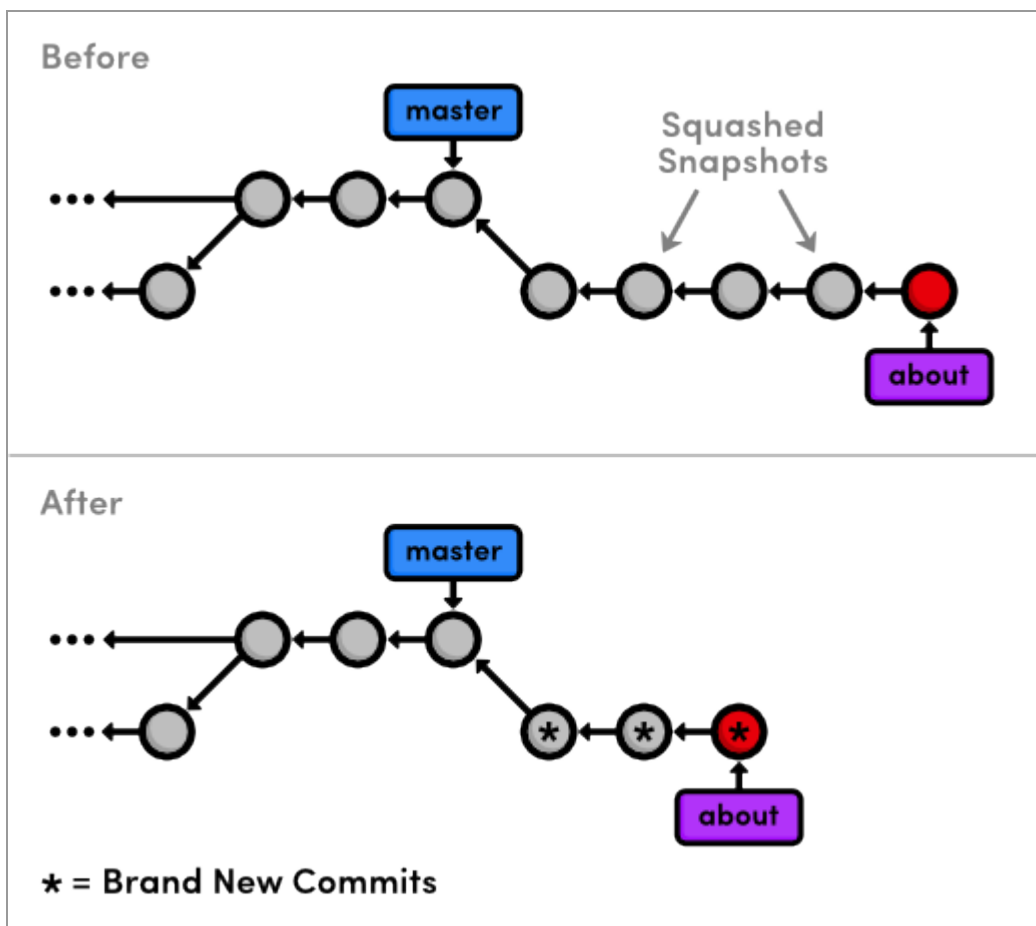 Before
master
Squashed
Snapshots
•••
•••
about
After
master
•••
•••
*
*
*
about
* = Brand New Commits